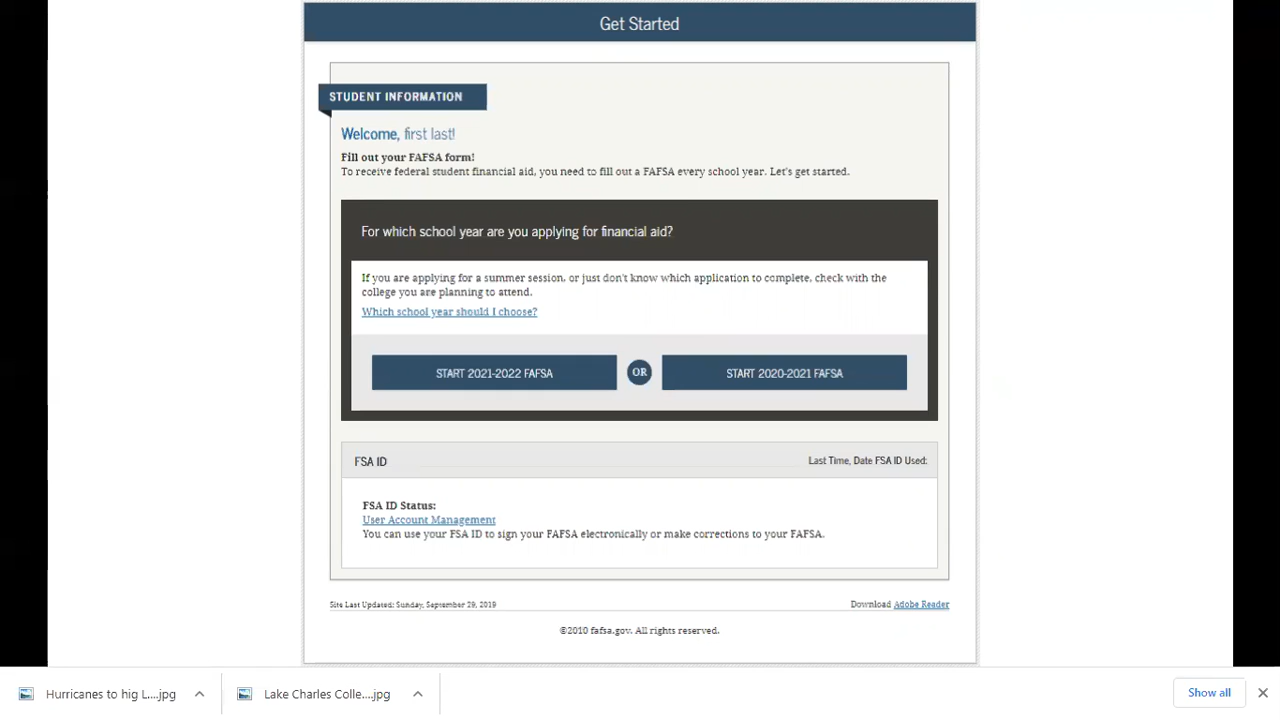 Get Started
STUDENT INFORMATION
Welcome, first last!
Fill out your FAFSA form!
To receive federal student financial aid, you need to fill out a FAFSA every school year. Let's get started.
For which school year are you applying for financial aid?
If you are applying for a summer session, or just don't know which application to complete, check with the
college you are planning to attend.
Which school year should I choose?
START 2021-2022 FAFSA OR START 2020-2021 FAFSA
FSA ID Last Time, Date FSA ID Used:
FSA ID Status:
User Account Management
You can use your FSA ID to sign your FAFSA electronically or make corrections to your FAFSA.
Site Last Updated: Sunday, September 29, 2019 Download Adobe Reader
©2010 fafsa.gov. All rights reserved.
Hurricanes to hig L....jpg Lake Charles Colle....jpg Show all